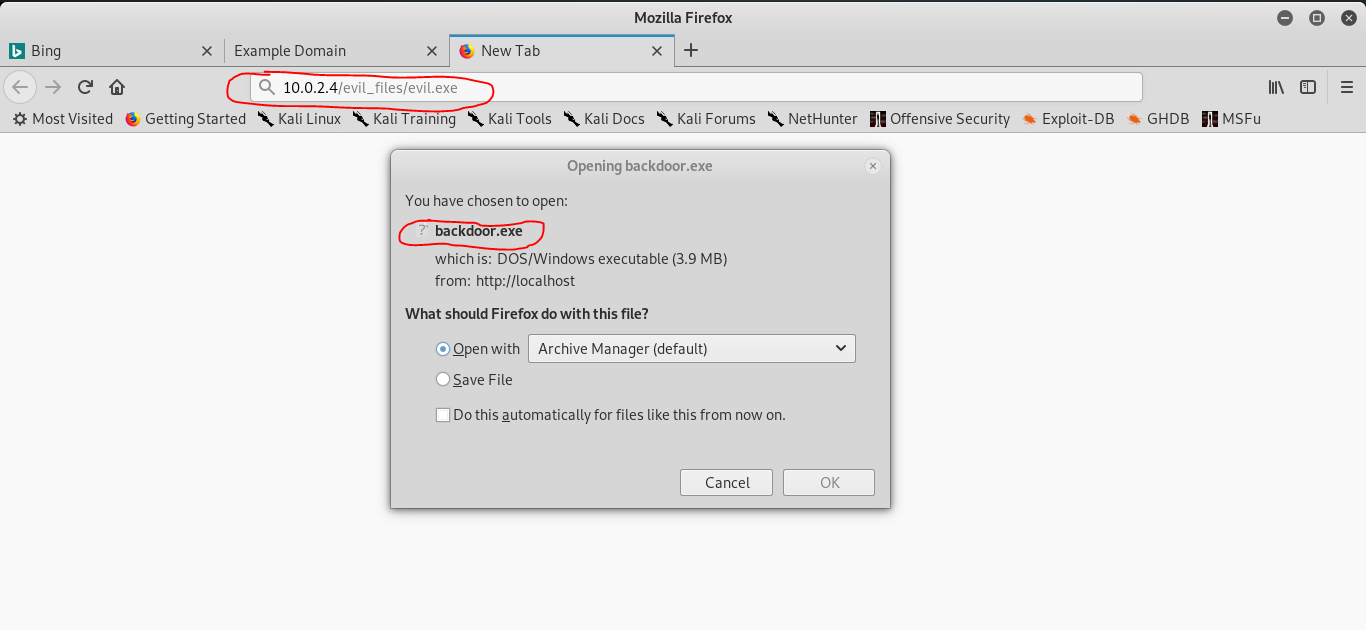 Mozilla Firefox
Bing Example Domain New Tab
10.0.2.4/evil_files/evil.exe
Most Visited Getting Started Kali Linux Kali Training Kali Tools Kali Docs Kali Forums NetHunter Offensive Security Exploit-DB GHDB MSFu
Opening backdoor.exe
You have chosen to open:
backdoor.exe
which is: DOS/Windows executable (3.9 MB)
from: http://localhost
What should Firefox do with this file?
Open with Archive Manager (default)
Save File
Do this automatically for files like this from now on.
Cancel OK